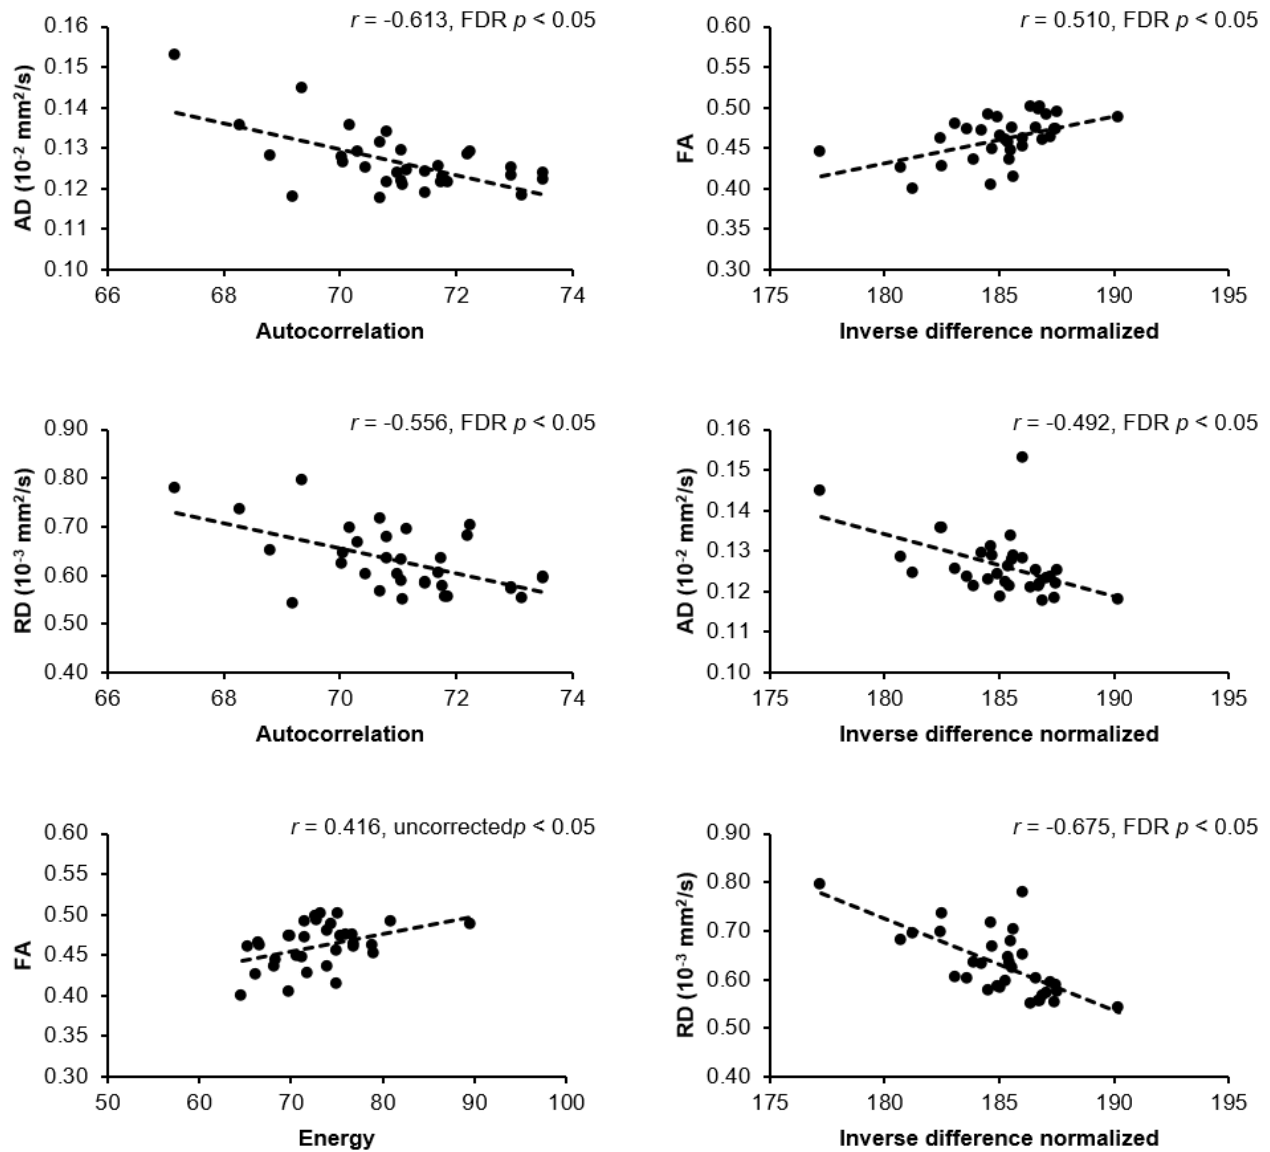 r = -0.613, FDR p < 0.05
0.16
0.15
0.14
0.13
0.12
0.11
0.10
AD (10-2 mm2/s)
66 68 70 72 74
Autocorrelation
r = 0.510, FDR p < 0.05
0.60
0.55
0.50
0.45
0.40
0.35
0.30
FA
175 180 185 190 195
Inverse difference normalized
r = -0.556, FDR p < 0.05
0.90
0.80
0.70
0.60
0.50
0.40
RD (10-3 mm2/s)
66 68 70 72 74
Autocorrelation
r = -0.492, FDR p < 0.05
0.16
0.15
0.14
0.13
0.12
0.11
0.10
AD (10-2 mm2/s)
175 180 185 190 195
Inverse difference normalized
r = 0.416, uncorrectedp < 0.05
0.60
0.55
0.50
0.45
0.40
0.35
0.30
FA
50 60 70 80 90 100
Energy
r = -0.675, FDR p < 0.05
0.90
0.80
0.70
0.60
0.50
0.40
RD (10-3 mm2/s)
175 180 185 190 195
Inverse difference normalized